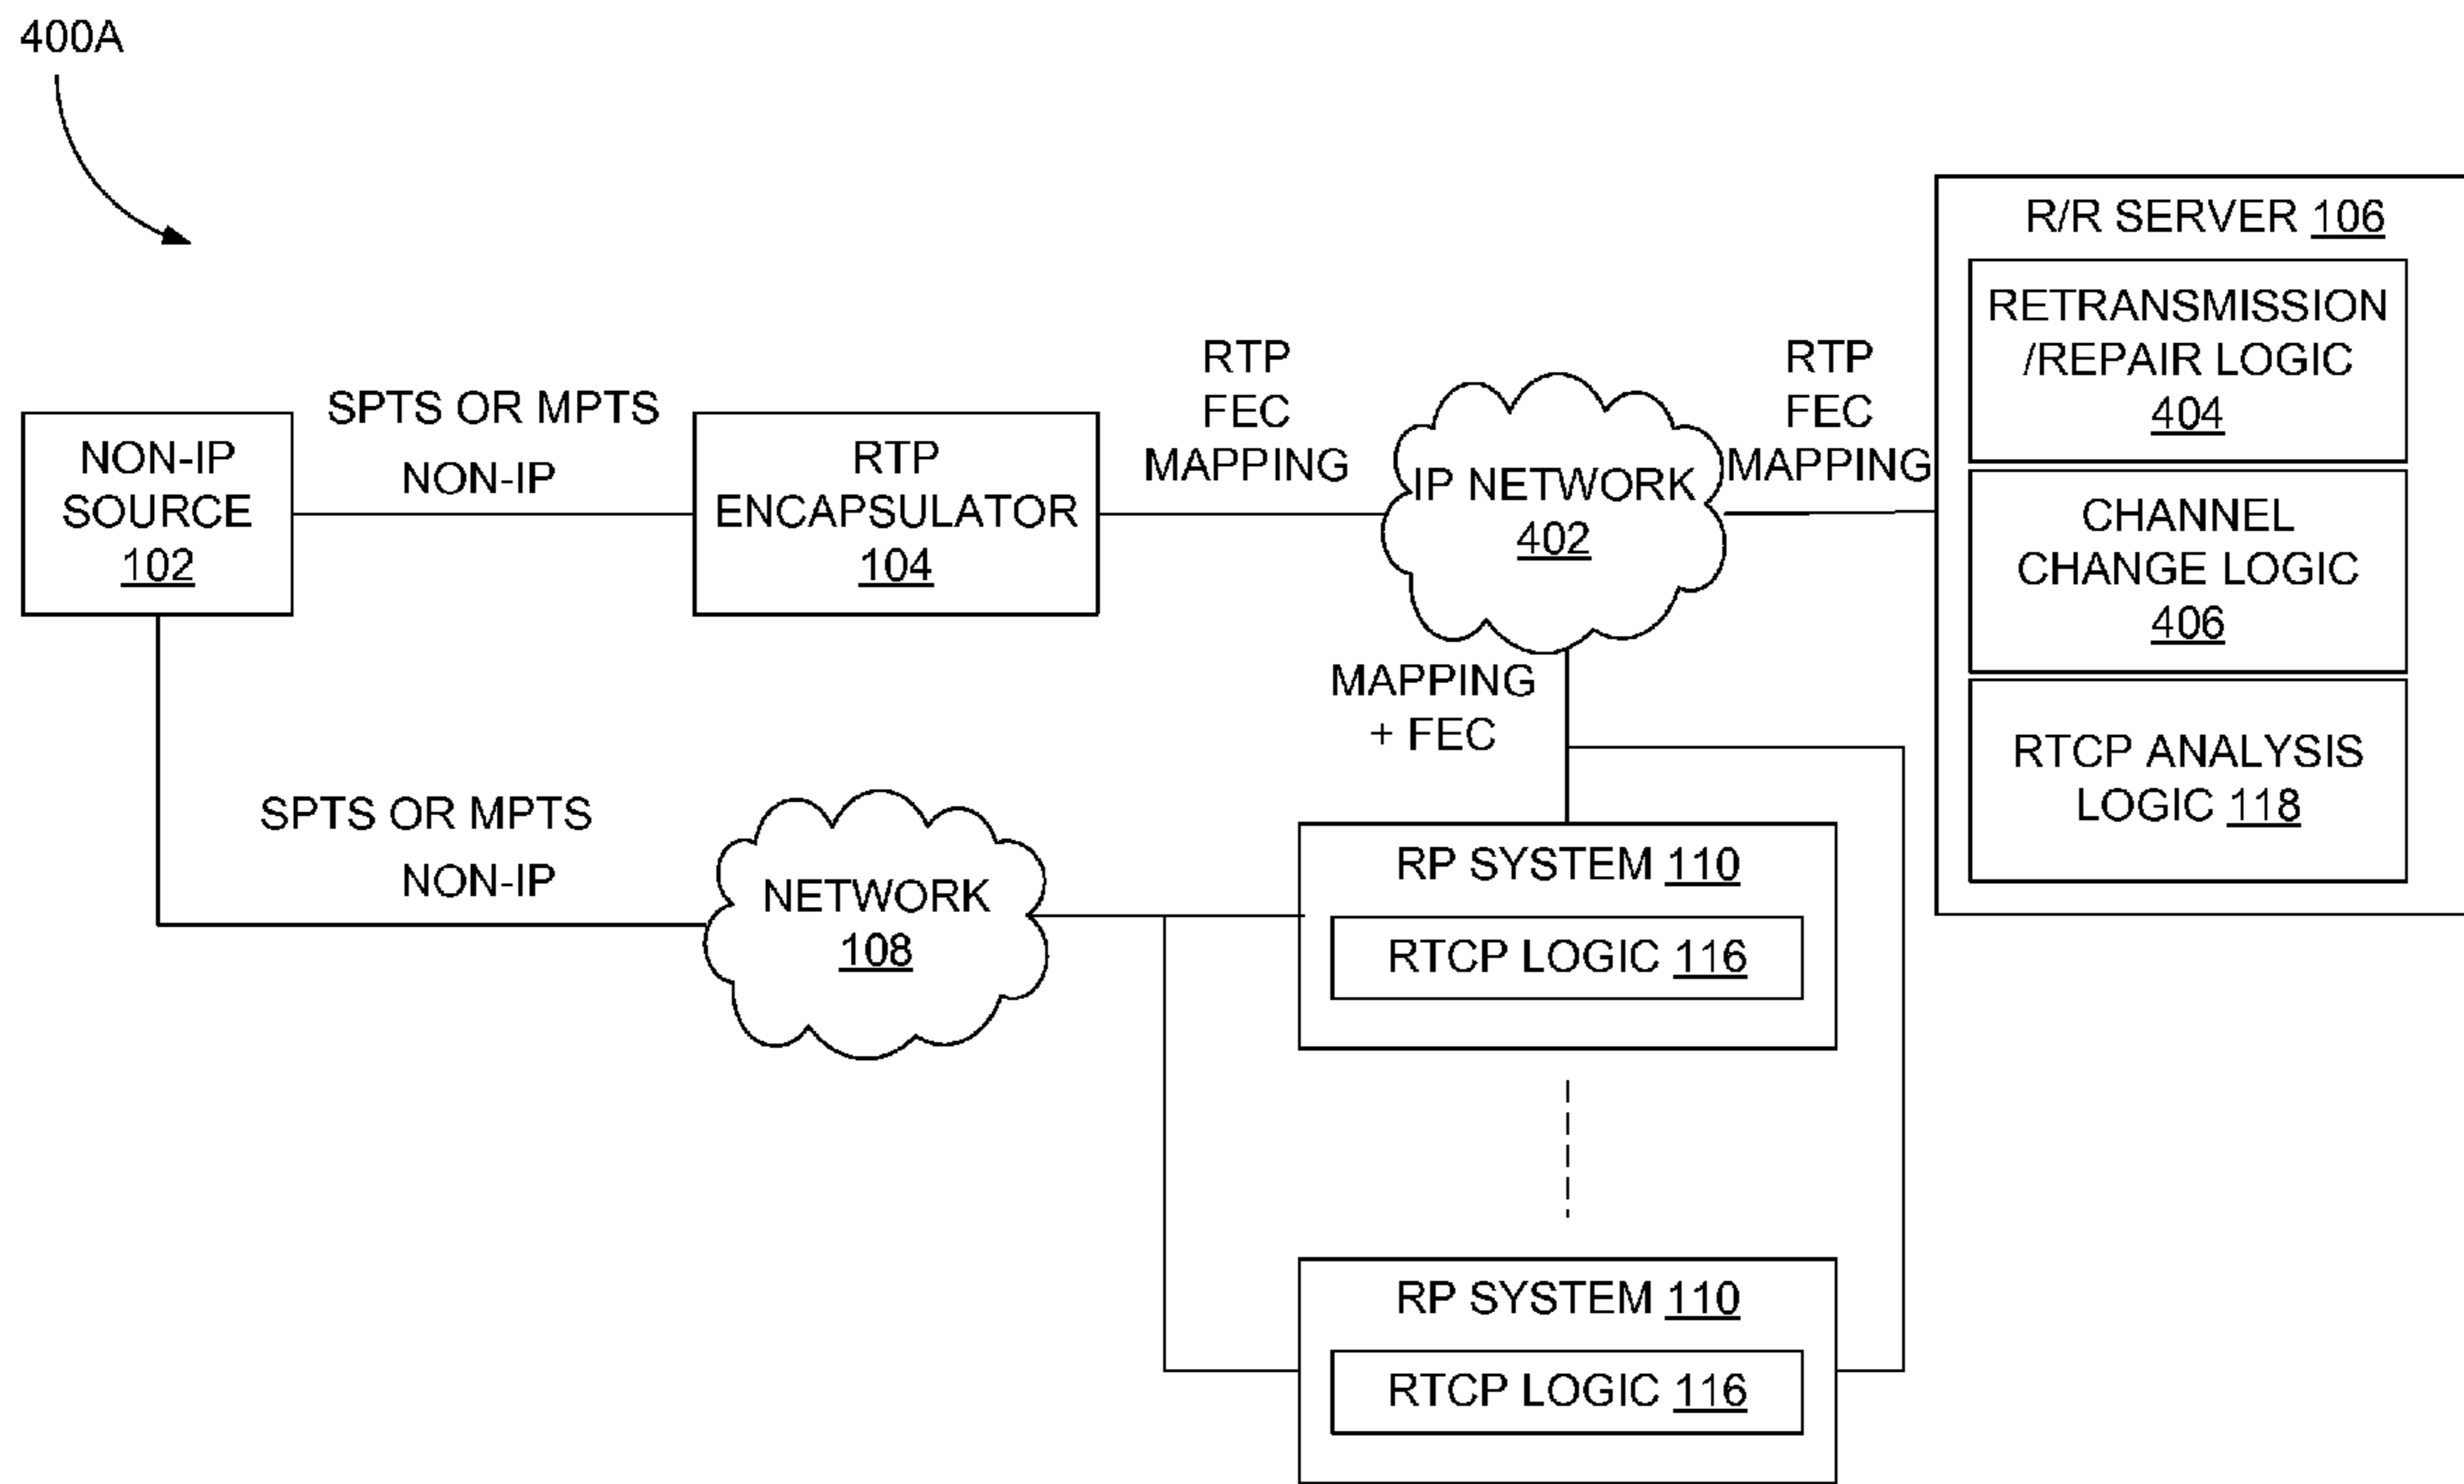 400A
NON-IP
SOURCE
102
SPTS OR MPTS
NON-IP
RTP
ENCAPSULATOR
104
RTP
FEC
MAPPING
IP NETWORK
402
RTP
FEC
MAPPING
R/R SERVER 106
RETRANSMISSION
/REPAIR LOGIC
404
CHANNEL
CHANGE LOGIC
406
RTCP ANALYSIS
LOGIC 118
MAPPING
+ FEC
SPTS OR MPTS
NON-IP
NETWORK
108
RP SYSTEM 110
RTCP LOGIC 116
RP SYSTEM 110
RTCP LOGIC 116